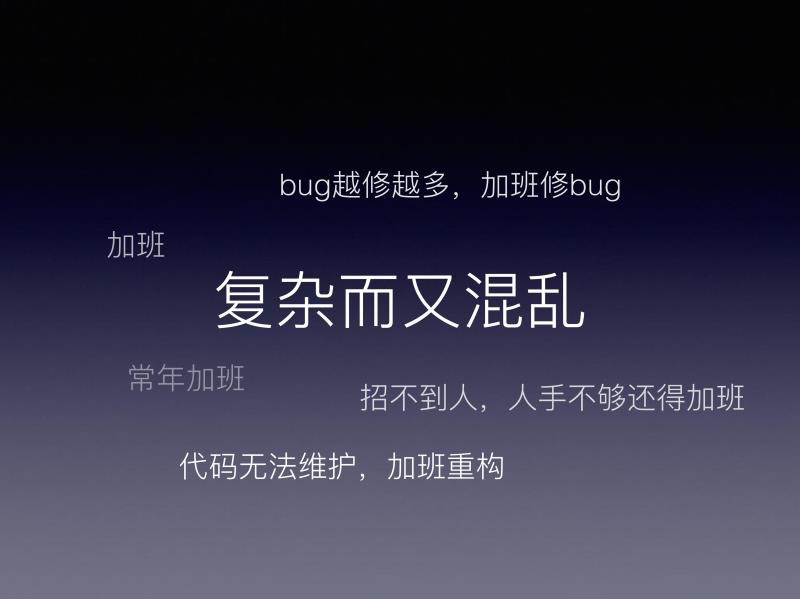 bug越修越多，加班修bug
加班
复杂而又混乱
常年加班
招不到人，人手不够还得加班
代码无法维护，加班重构